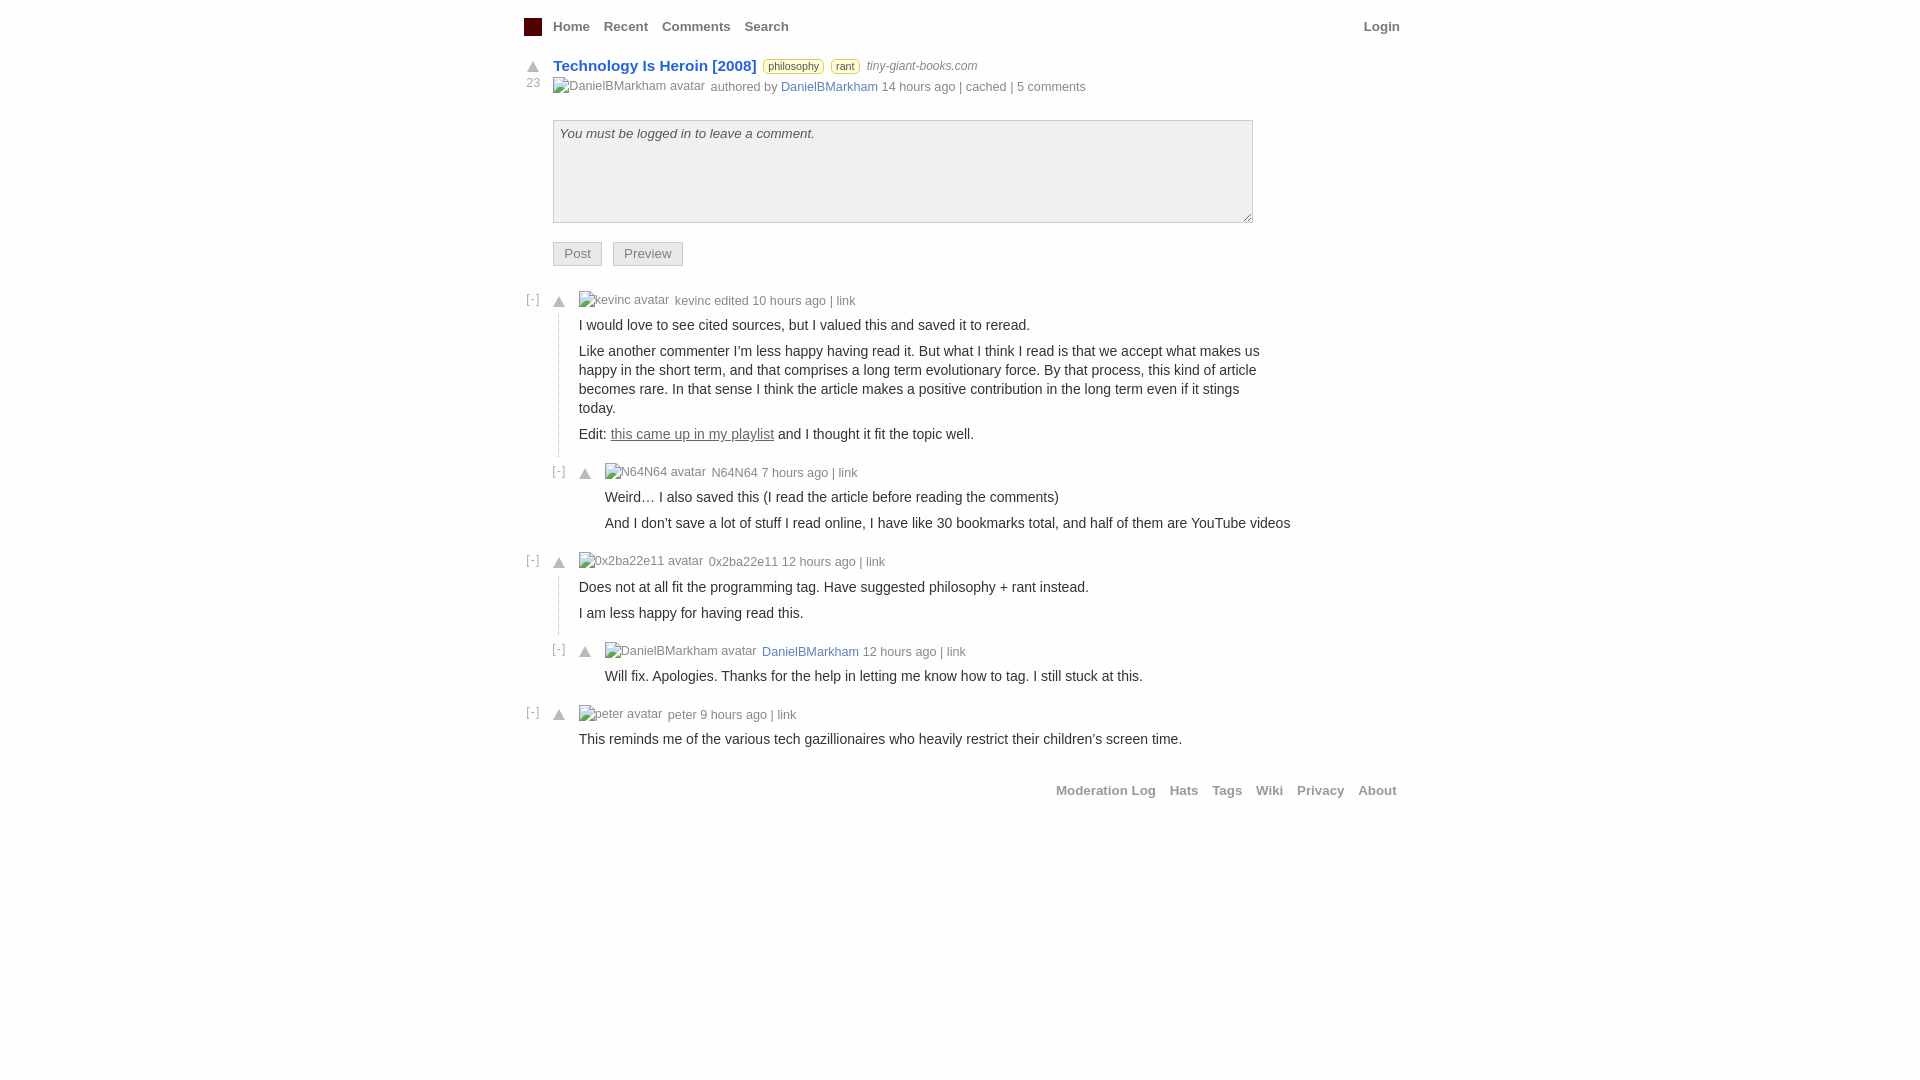 Home Recent Comments Search Login
Technology Is Heroin [2008] philosophy rant tiny-giant-books.com
23
DanielBMarkham avatar authored by DanielBMarkham 14 hours ago | cached | 5 comments
You must be logged in to leave a comment.
Post Preview
[-] kevinc avatar kevinc edited 10 hours ago | link
I would love to see cited sources, but I valued this and saved it to reread.
Like another commenter I’m less happy having read it. But what I think I read is that we accept what makes us
happy in the short term, and that comprises a long term evolutionary force. By that process, this kind of article
becomes rare. In that sense I think the article makes a positive contribution in the long term even if it stings
today.
Edit: this came up in my playlist and I thought it fit the topic well.
[-] N64N64 avatar N64N64 7 hours ago | link
Weird… I also saved this (I read the article before reading the comments)
And I don’t save a lot of stuff I read online, I have like 30 bookmarks total, and half of them are YouTube videos
[-] 0x2ba22e11 avatar 0x2ba22e11 12 hours ago | link
Does not at all fit the programming tag. Have suggested philosophy + rant instead.
I am less happy for having read this.
[-] DanielBMarkham avatar DanielBMarkham 12 hours ago | link
Will fix. Apologies. Thanks for the help in letting me know how to tag. I still stuck at this.
[-] peter avatar peter 9 hours ago | link
This reminds me of the various tech gazillionaires who heavily restrict their children’s screen time.
Moderation Log Hats Tags Wiki Privacy About